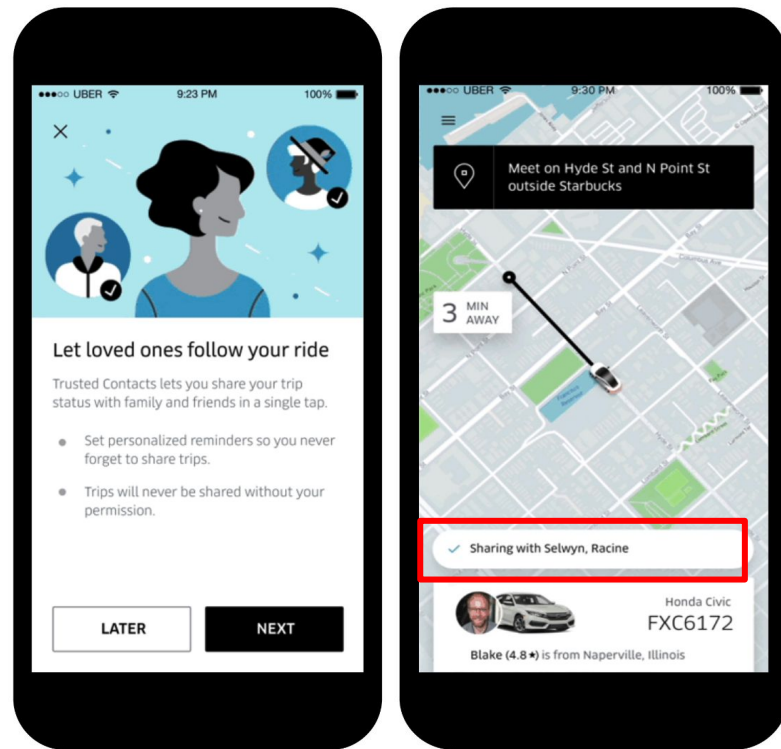 UBER 9:23 PM 100%
Let loved ones follow your ride
Trusted Contacts lets you share your trip
status with family and friends in a single tap.
Set personalized reminders so you never
forget to share trips.
Trips will never be shared without your
permission.
LATER NEXT
UBER 9:30 PM 100%
Meet on Hyde St and N Point St
outside Starbucks
3 MIN
AWAY
Columbus Ave
Francisco
Reservoir
Sharing with Selwyn, Racine
Honda Civic
FXC6172
Blake (4.8★) is from Naperville, Illinois